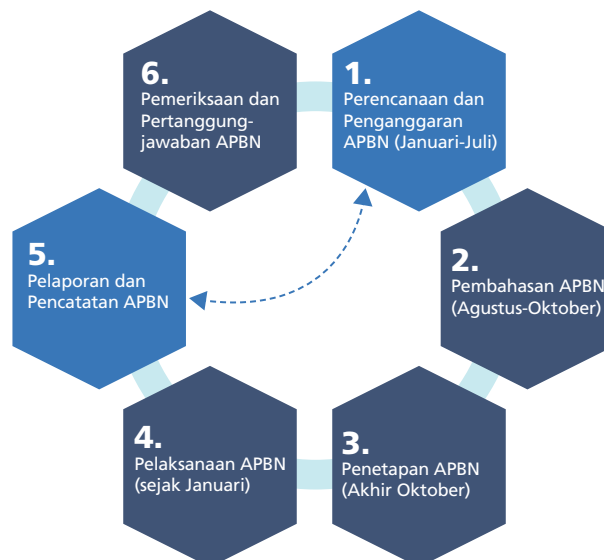 1.
Perencanaan dan
Penganggaran
APBN (Januari-Juli)
2.
Pembahasan APBN
(Agustus-Oktober)
3.
Penetapan APBN
(Akhir Oktober)
4.
Pelaksanaan APBN
(sejak Januari)
5.
Pelaporan dan
Pencatatan APBN
6.
Pemeriksaan dan
Pertanggung-
jawaban APBN